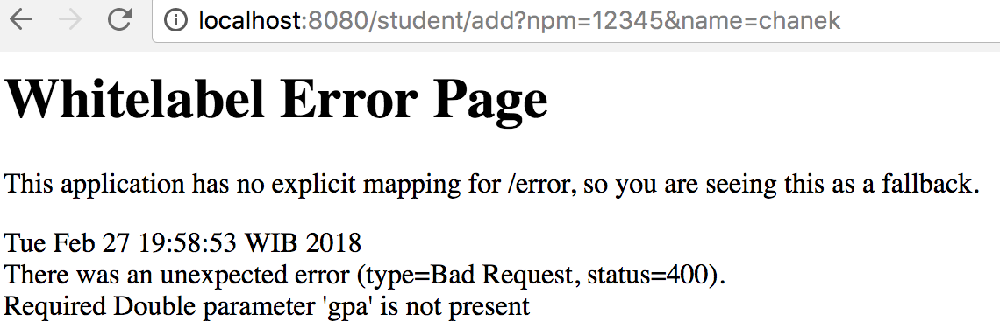 localhost:8080/student/add?npm=12345&name=chanek
Whitelabel Error Page
This application has no explicit mapping for /error, so you are seeing this as a fallback.
Tue Feb 27 19:58:53 WIB 2018
There was an unexpected error (type=Bad Request, status=400).
Required Double parameter 'gpa' is not present